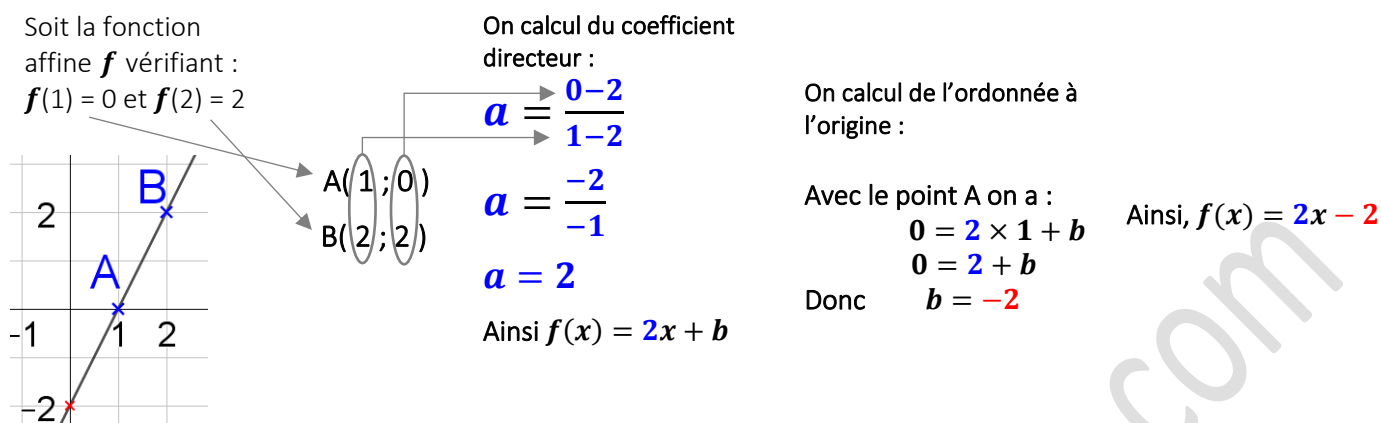 Soit la fonction
affine f vérifiant :
f(1) = 0 et f(2) = 2
B
2
A
-1
1
2
-2
A( 1 ; 0 )
B( 2 ; 2 )
On calcul du coefficient
directeur :
a = (0−2)/(1−2)
a = (−2)/(−1)
a = 2
Ainsi f(x) = 2x + b
On calcul de l’ordonnée à
l’origine :
Avec le point A on a :
0 = 2 × 1 + b
0 = 2 + b
Donc b = −2
Ainsi, f(x) = 2x − 2
com